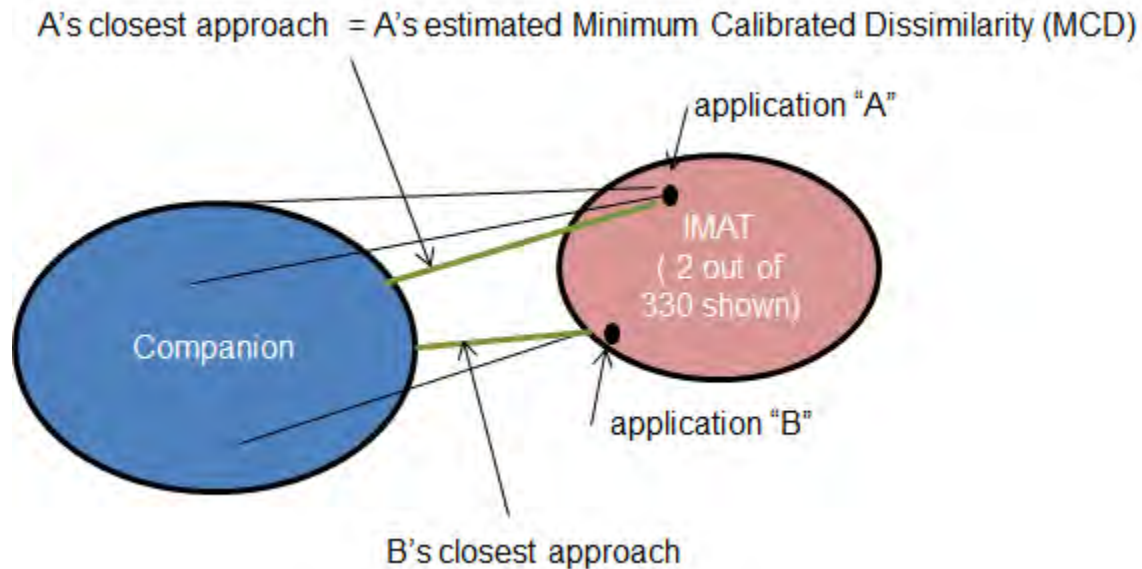 A’s closest approach = A’s estimated Minimum Calibrated Dissimilarity (MCD)
application “A”
IMAT
( 2 out of
330 shown)
Companion
application “B”
B’s closest approach